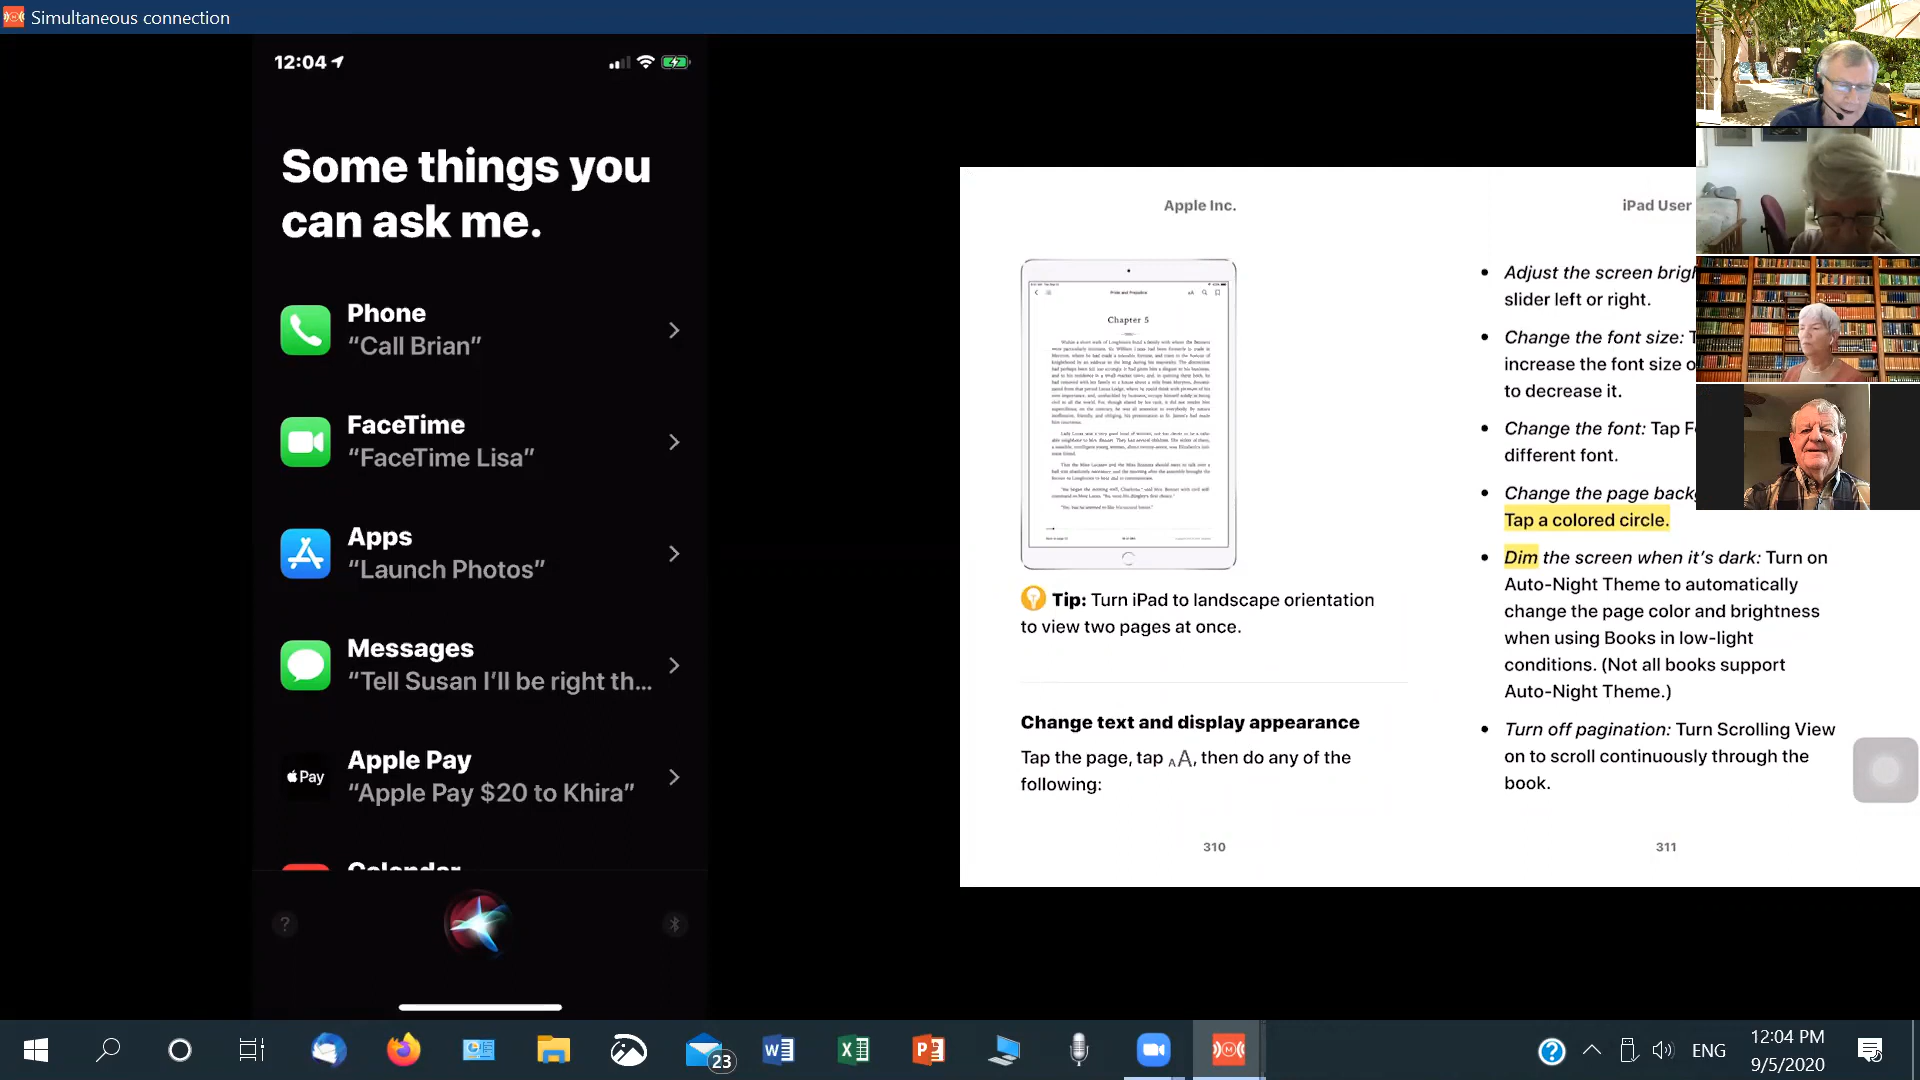 Simultaneous connection
12:04
Some things you
can ask me.
Phone
“Call Brian”
FaceTime
“FaceTime Lisa”
Apps
“Launch Photos”
Messages
“Tell Susan I’ll be right th...
Pay
Apple Pay
“Apple Pay $20 to Khira”
Calendar
?
Apple Inc.
Pride and Prejudice
Chapter 5
Tip: Turn iPad to landscape orientation
to view two pages at once.
Change text and display appearance
Tap the page, tap AA, then do any of the
following:
310
iPad User
• Adjust the screen brig
slider left or right.
• Change the font size: T
increase the font size o
to decrease it.
• Change the font: Tap F
different font.
• Change the page back
Tap a colored circle.
• Dim the screen when it’s dark: Turn on
Auto-Night Theme to automatically
change the page color and brightness
when using Books in low-light
conditions. (Not all books support
Auto-Night Theme.)
• Turn off pagination: Turn Scrolling View
on to scroll continuously through the
book.
311
23
ENG
12:04 PM
9/5/2020